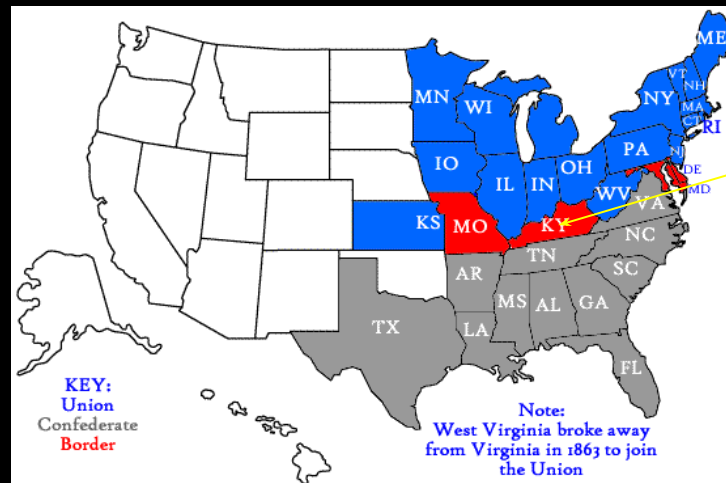 ME
VT
NH
MN
WI
NY
MA
CT
RI
PA
NJ
IO
OH
IL
IN
DE
MD
WV
VA
KS
MO
KY
NC
TN
SC
AR
MS
AL
GA
TX
LA
FL
KEY:
Union
Confederate
Border
Note:
West Virginia broke away
from Virginia in 1863 to join
the Union